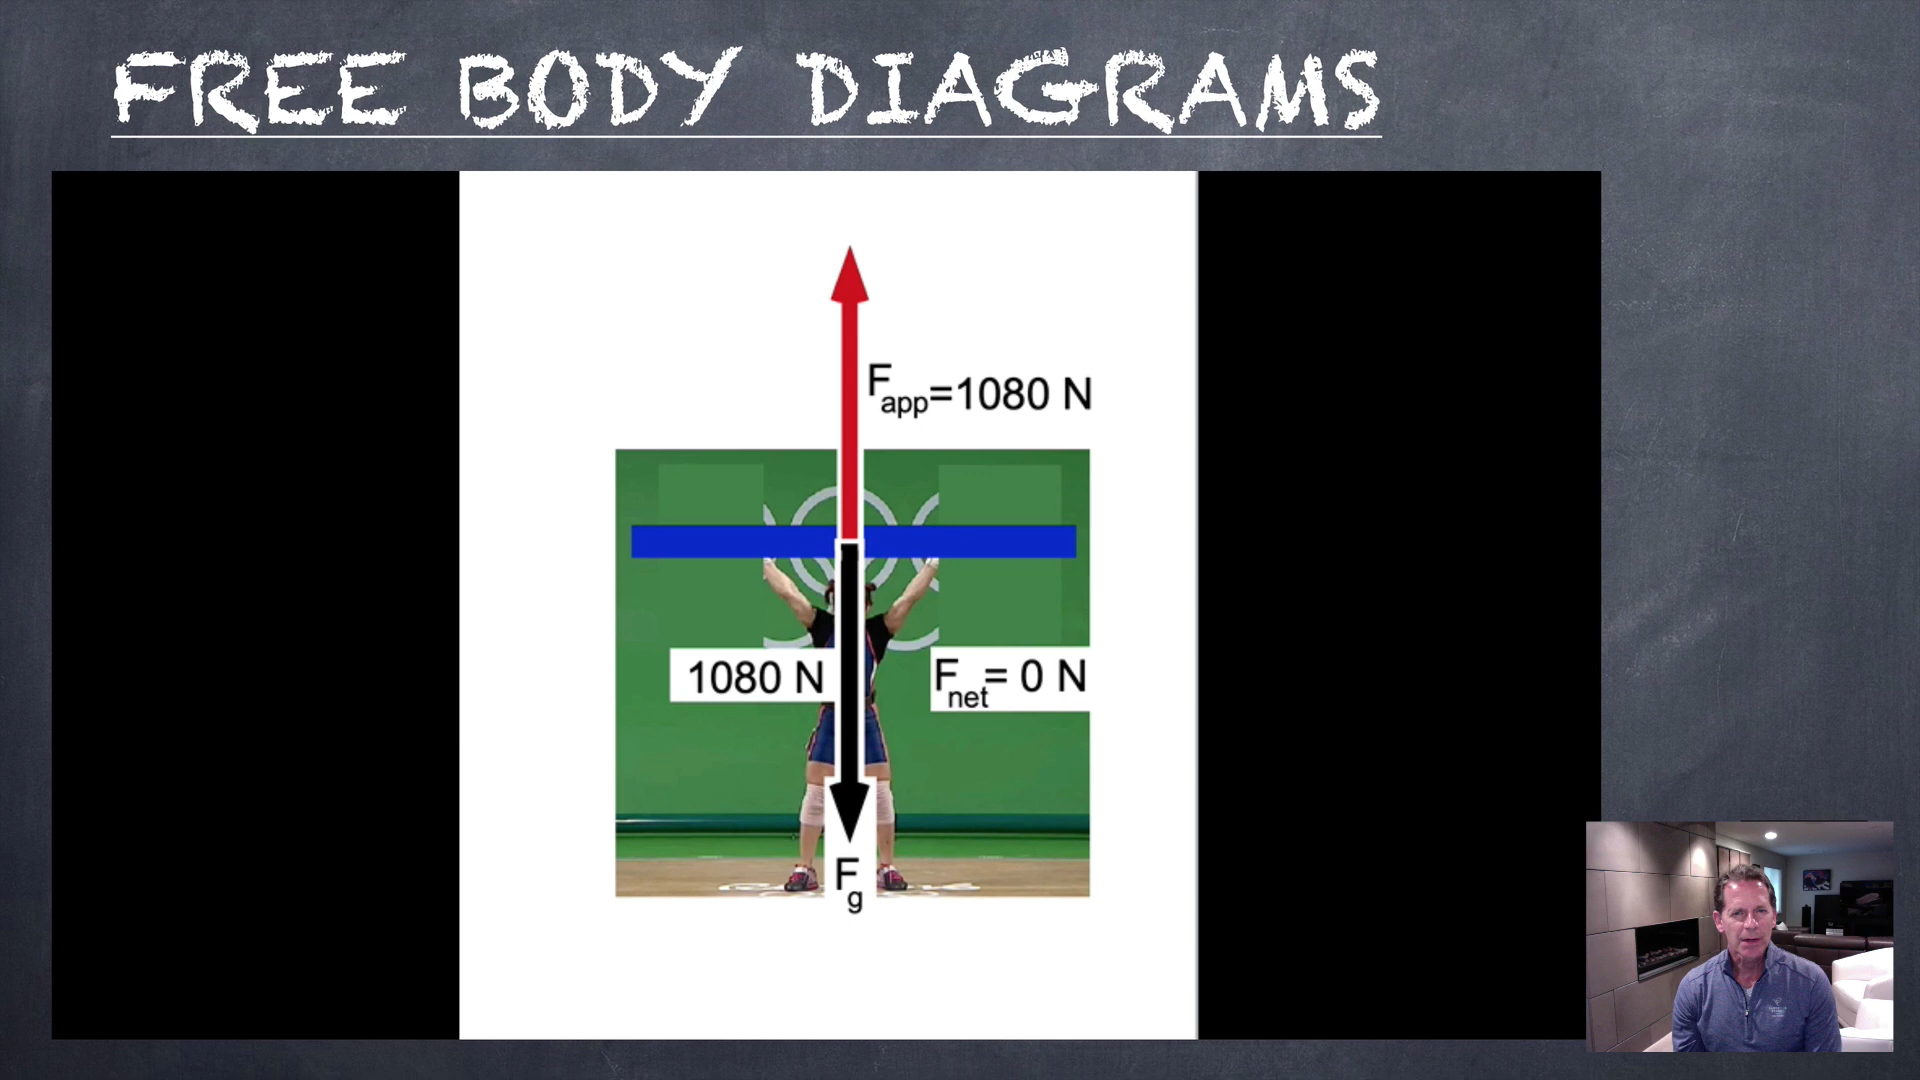 FREE BODY DIAGRAMS
Fapp=1080 N
1080 N
Fnet= 0 N
Fg